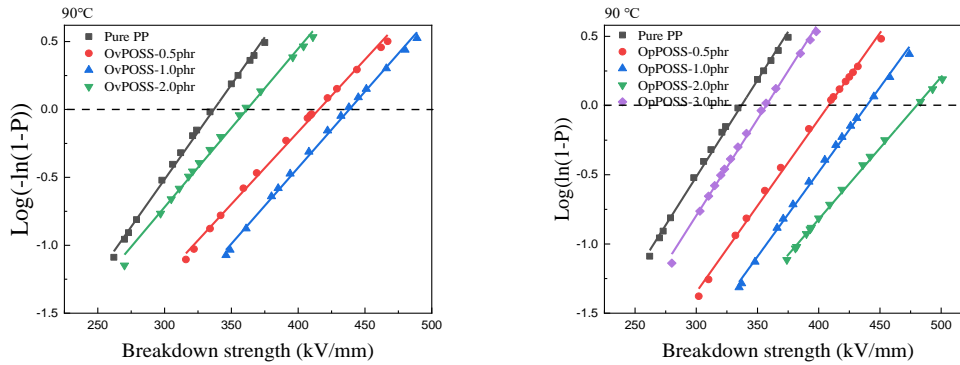 90℃
Pure PP
OvPOSS-0.5phr
OvPOSS-1.0phr
OvPOSS-2.0phr
Log(-ln(1-P))
0.5
0.0
-0.5
-1.0
-1.5
250 300 350 400 450 500
Breakdown strength (kV/mm)
90 ℃
Pure PP
OpPOSS-0.5phr
OpPOSS-1.0phr
OpPOSS-2.0phr
OpPOSS-3.0phr
Log(ln(1-P))
0.5
0.0
-0.5
-1.0
-1.5
250 300 350 400 450 500
Breakdown strength (kV/mm)